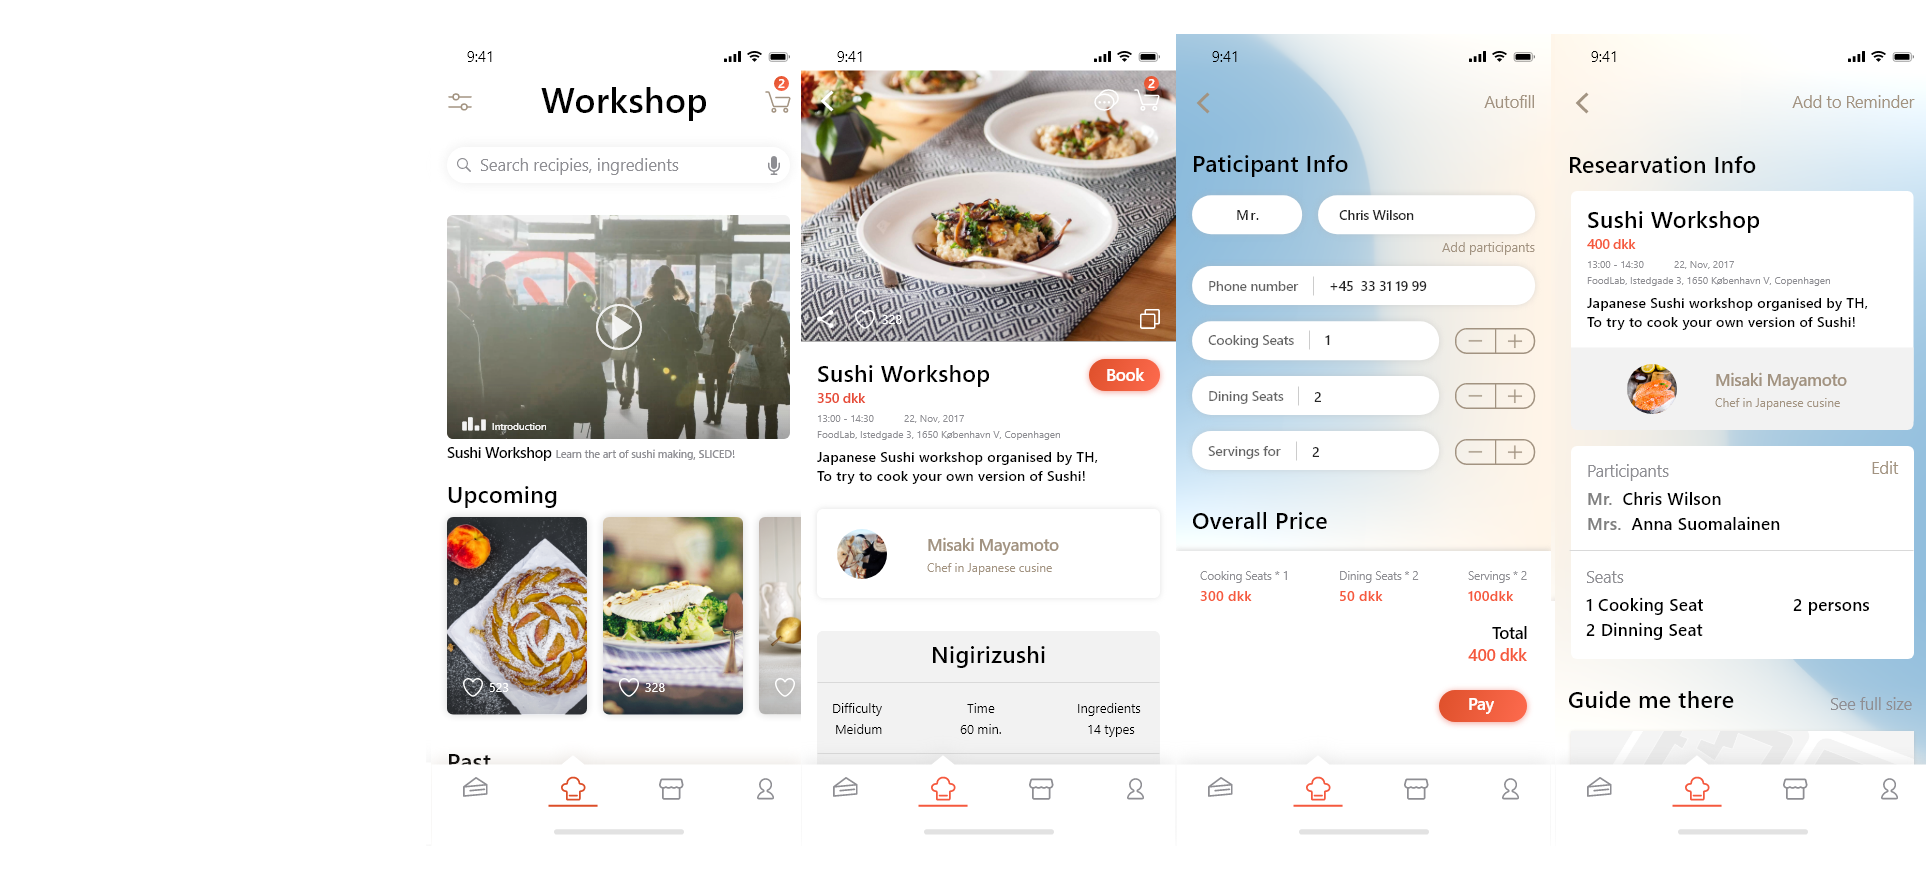 9:41
2
Workshop
Search recipies, ingredients
Introduction
Sushi Workshop Learn the art of sushi making, SLICED!
Upcoming
523
328
Past
9:41
2
328
Sushi Workshop
Book
350 dkk
13:00 - 14:30 22, Nov, 2017
FoodLab, Istedgade 3, 1650 København V, Copenhagen
Japanese Sushi workshop organised by TH,
To try to cook your own version of Sushi!
Misaki Mayamoto
Chef in Japanese cusine
Nigirizushi
Difficulty Time Ingredients
Meidum 60 min. 14 types
9:41
Autofill
Paticipant Info
Mr. Chris Wilson
Add participants
Phone number +45 33 31 19 99
Cooking Seats 1
Dining Seats 2
Servings for 2
Overall Price
Cooking Seats * 1 Dining Seats * 2 Servings * 2
300 dkk 50 dkk 100dkk
Total
400 dkk
Pay
9:41
Add to Reminder
Researvation Info
Sushi Workshop
400 dkk
13:00 - 14:30 22, Nov, 2017
FoodLab, Istedgade 3, 1650 København V, Copenhagen
Japanese Sushi workshop organised by TH,
To try to cook your own version of Sushi!
Misaki Mayamoto
Chef in Japanese cusine
Participants Edit
Mr. Chris Wilson
Mrs. Anna Suomalainen
Seats
1 Cooking Seat 2 persons
2 Dinning Seat
Guide me there See full size